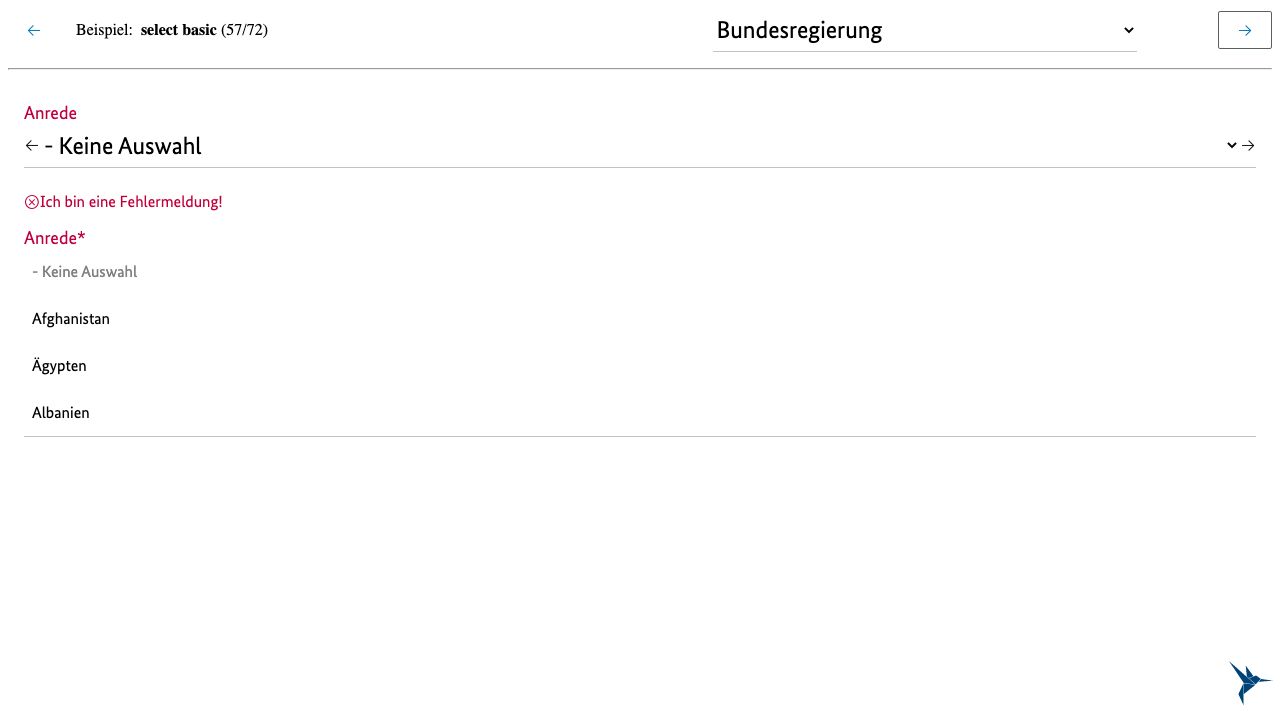 Beispiel: select basic (57/72)
Bundesregierung
Anrede
- Keine Auswahl
Ich bin eine Fehlermeldung!
Anrede*
- Keine Auswahl
Afghanistan
Ägypten
Albanien